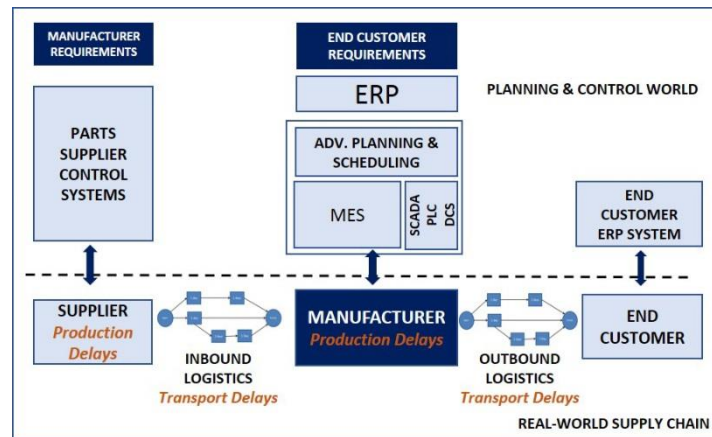 MANUFACTURER
REQUIREMENTS
END CUSTOMER
REQUIREMENTS
ERP
PLANNING & CONTROL WORLD
PARTS
SUPPLIER
CONTROL
SYSTEMS
ADV. PLANNING &
SCHEDULING
MES
SCADA
PLC
DCS
END
CUSTOMER
ERP SYSTEM
SUPPLIER
Production
Delays
INBOUND
LOGISTICS
Transport Delays
MANUFACTURER
Production Delays
OUTBOUND
LOGISTICS
Transport Delays
END
CUSTOMER
REAL-WORLD SUPPLY CHAIN